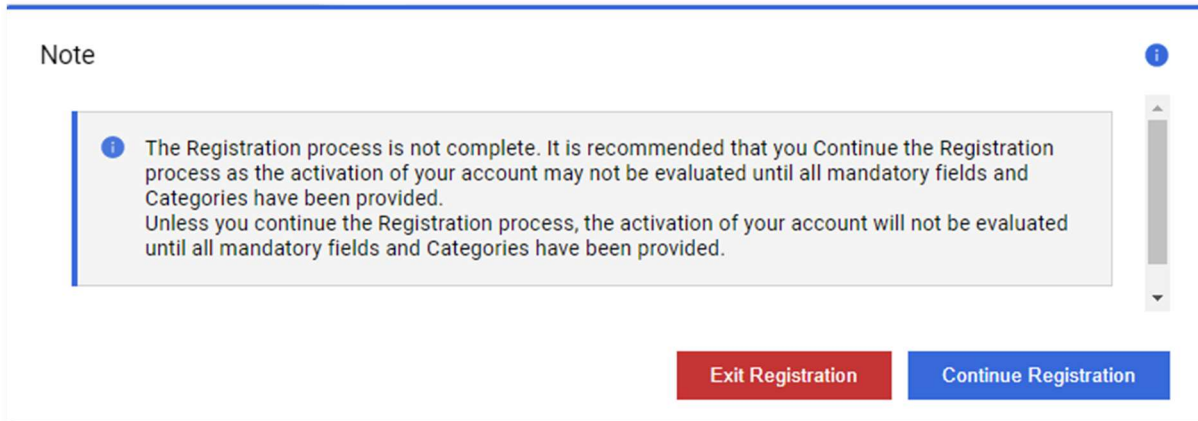 Note
The Registration process is not complete. It is recommended that you Continue the Registration
process as the activation of your account may not be evaluated until all mandatory fields and
Categories have been provided.
Unless you continue the Registration process, the activation of your account will not be evaluated
until all mandatory fields and Categories have been provided.
Exit Registration
Continue Registration